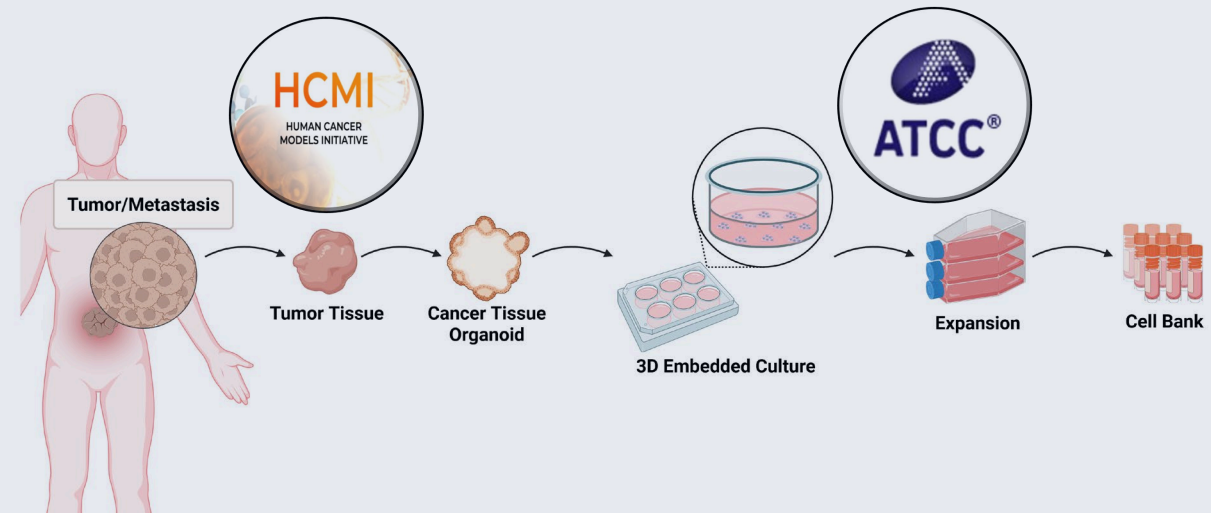 HCMI
HUMAN CANCER
MODELS INITIATIVE
ATCC®
Tumor/Metastasis
Tumor Tissue
Cancer Tissue
Organoid
3D Embedded Culture
Expansion
Cell Bank